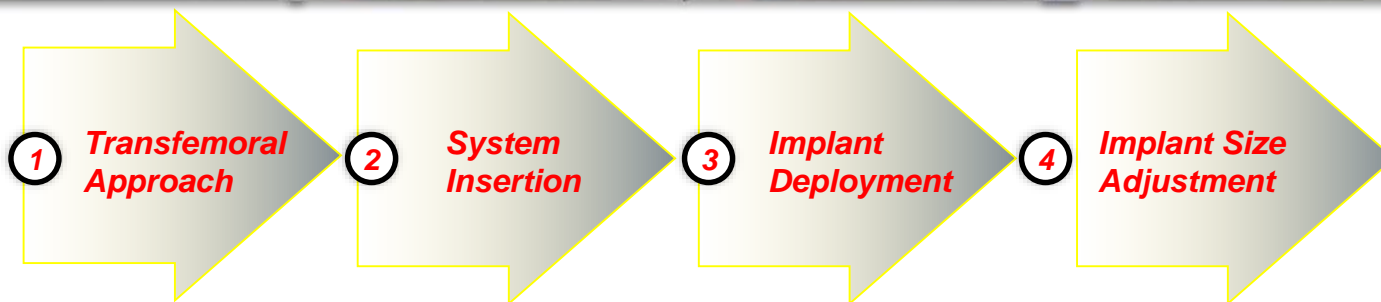 1
Transfemoral
Approach
2
System
Insertion
3
Implant
Deployment
4
Implant Size
Adjustment